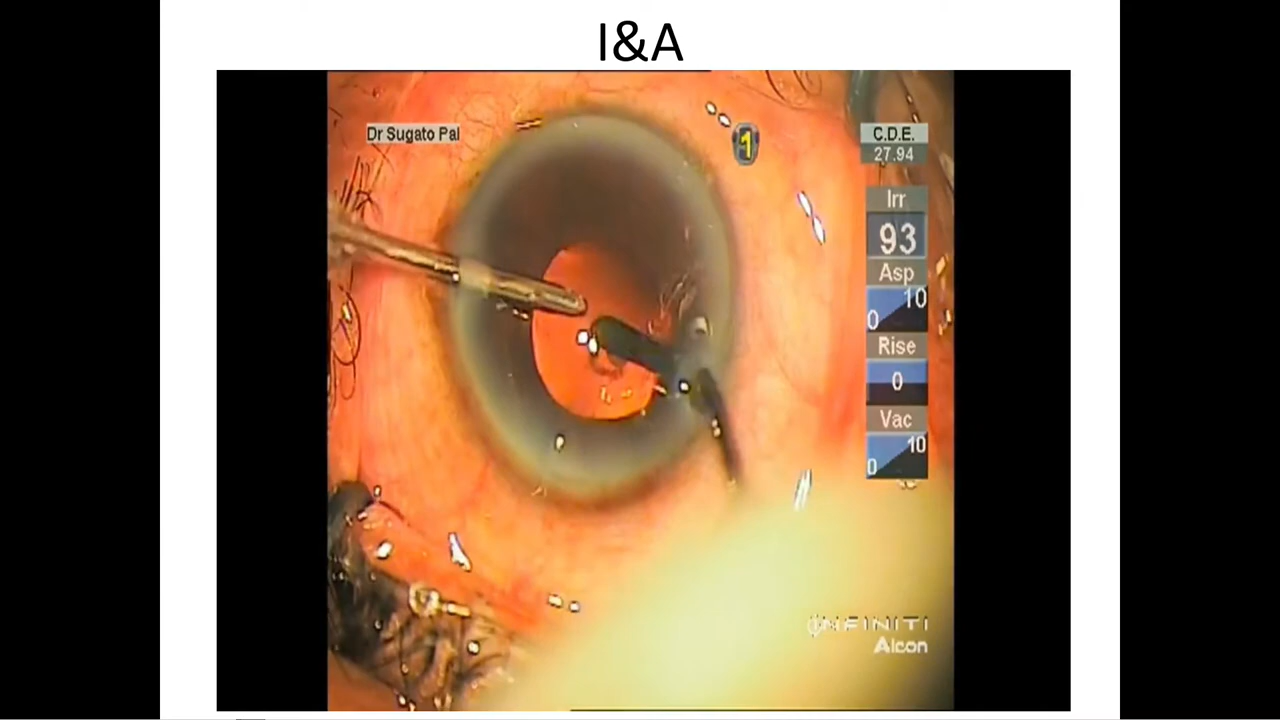 I&A
Dr Sugato Pal
1
C.D.E.
27.94
Irr
93
Asp
10
0
Rise
0
Vac
10
0
INFINITI
Alcon